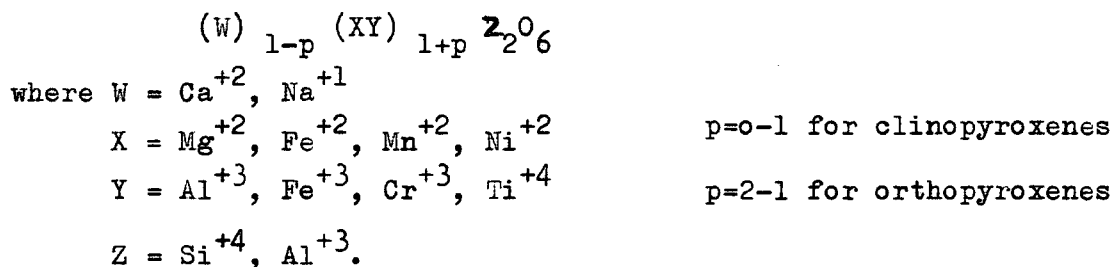 (W) 1-p (XY) 1+p Z2O6
where W = Ca+2, Na+1
X = Mg+2, Fe+2, Mn+2, Ni+2 p=o-1 for clinopyroxenes
Y = Al+3, Fe+3, Cr+3, Ti+4 p=2-1 for orthopyroxenes
Z = Si+4, Al+3.